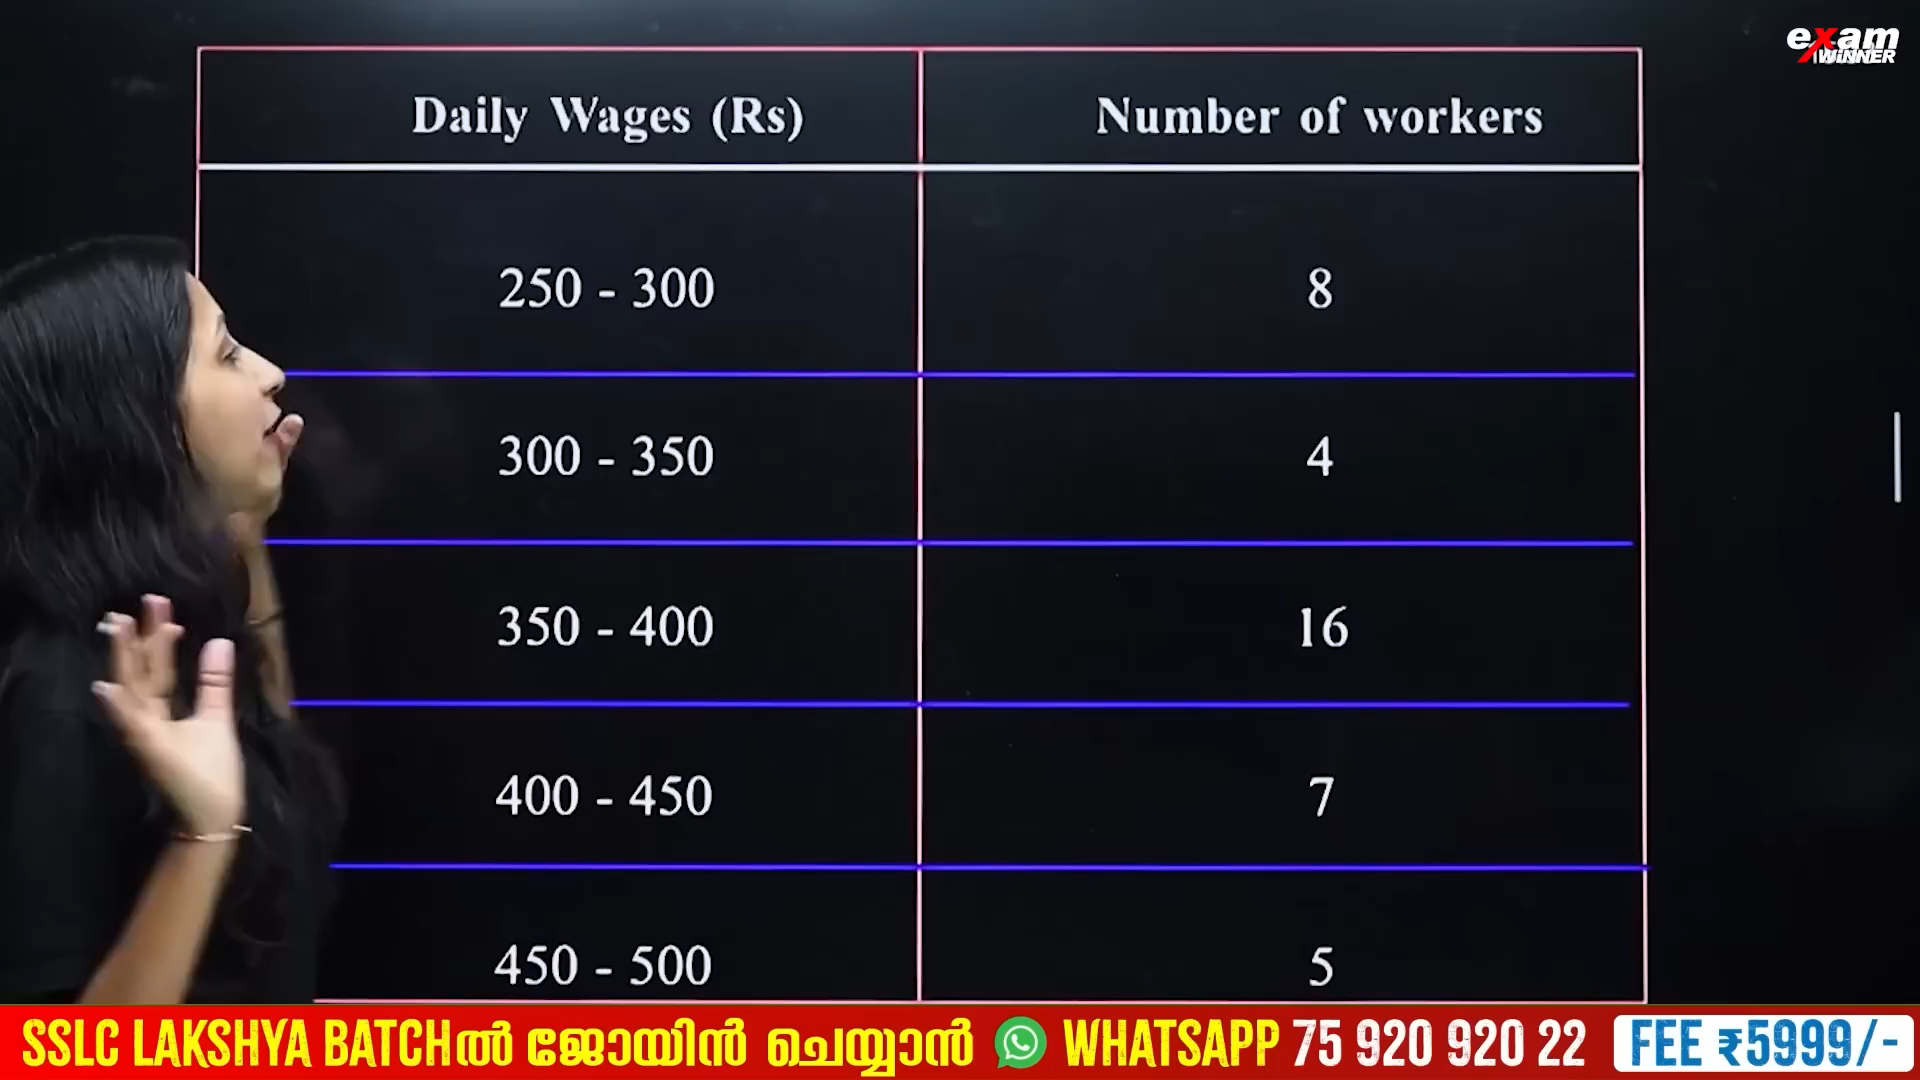 exam
WINNER
Daily Wages (Rs) Number of workers
250 - 300 8
300 - 350 4
350 - 400 16
400 - 450 7
450 - 500 5
SSLC LAKSHYA BATCHൽ ജോയിൻ ചെയ്യാൻ WHATSAPP 75 920 920 22 FEE ₹5999/-